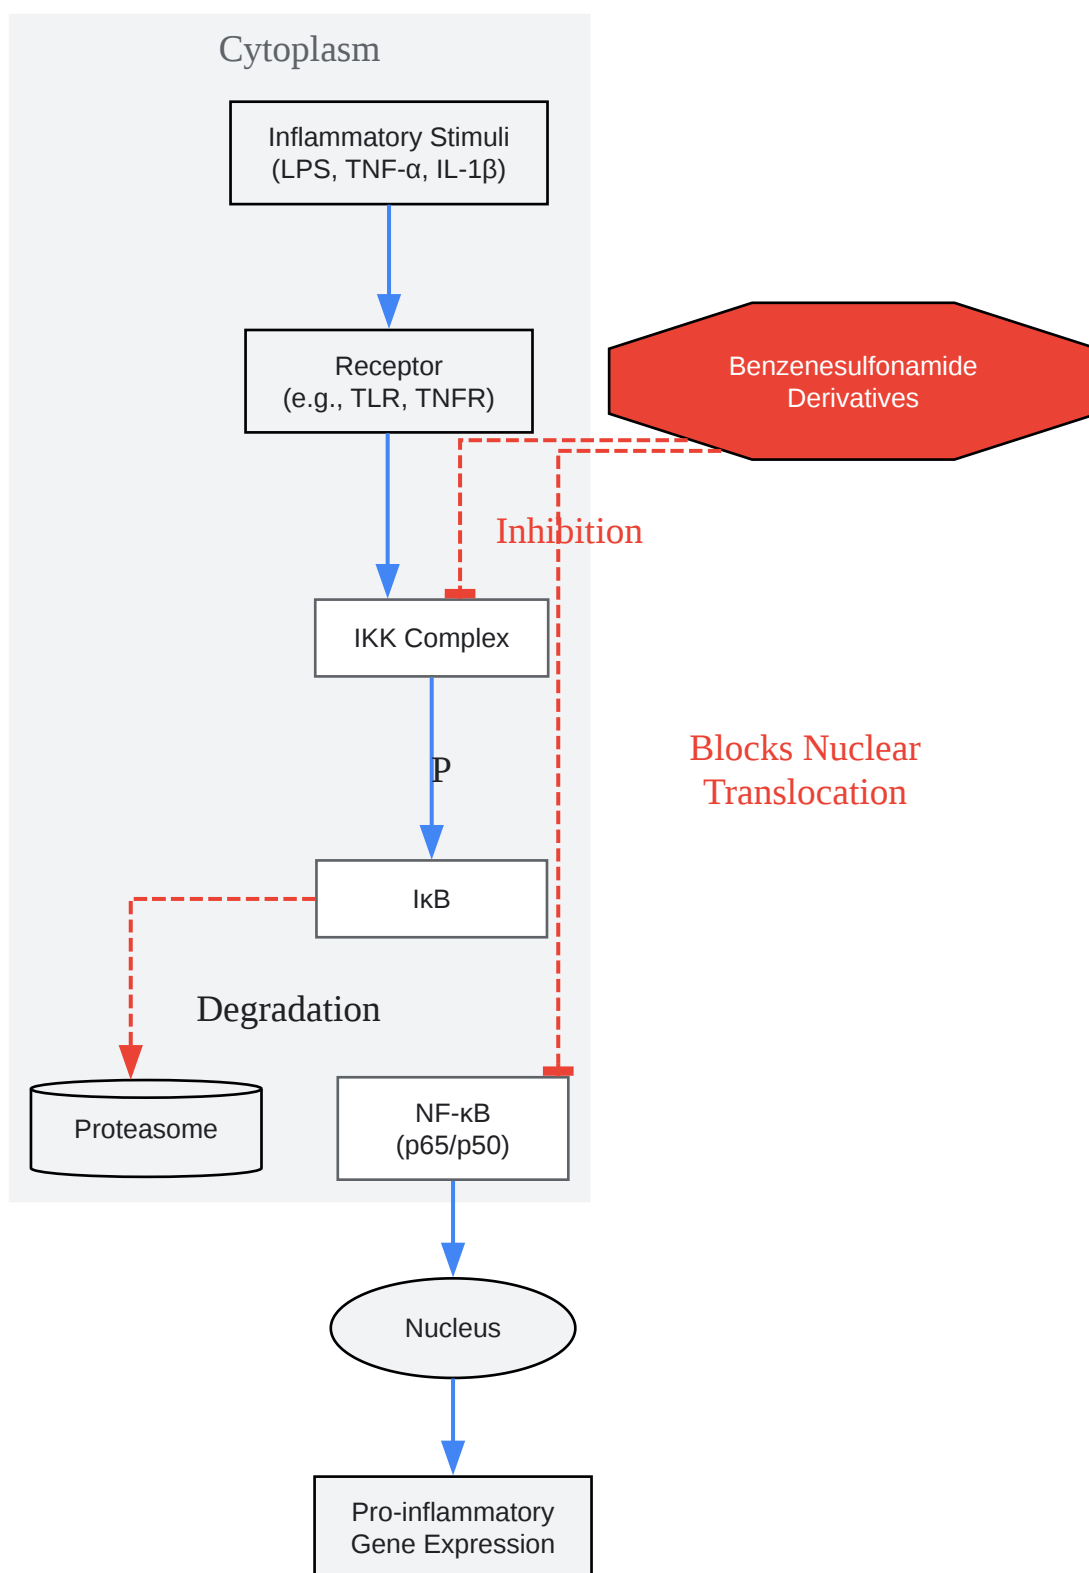 Cytoplasm
Inflammatory Stimuli
(LPS, TNF-α, IL-1β)
Receptor
(e.g., TLR, TNFR)
Benzenesulfonamide
Derivatives
Inhibition
IKK Complex
Blocks Nuclear
Translocation
P
IκB
Degradation
Proteasome
NF-κB
(p65/p50)
Nucleus
Pro-inflammatory
Gene Expression